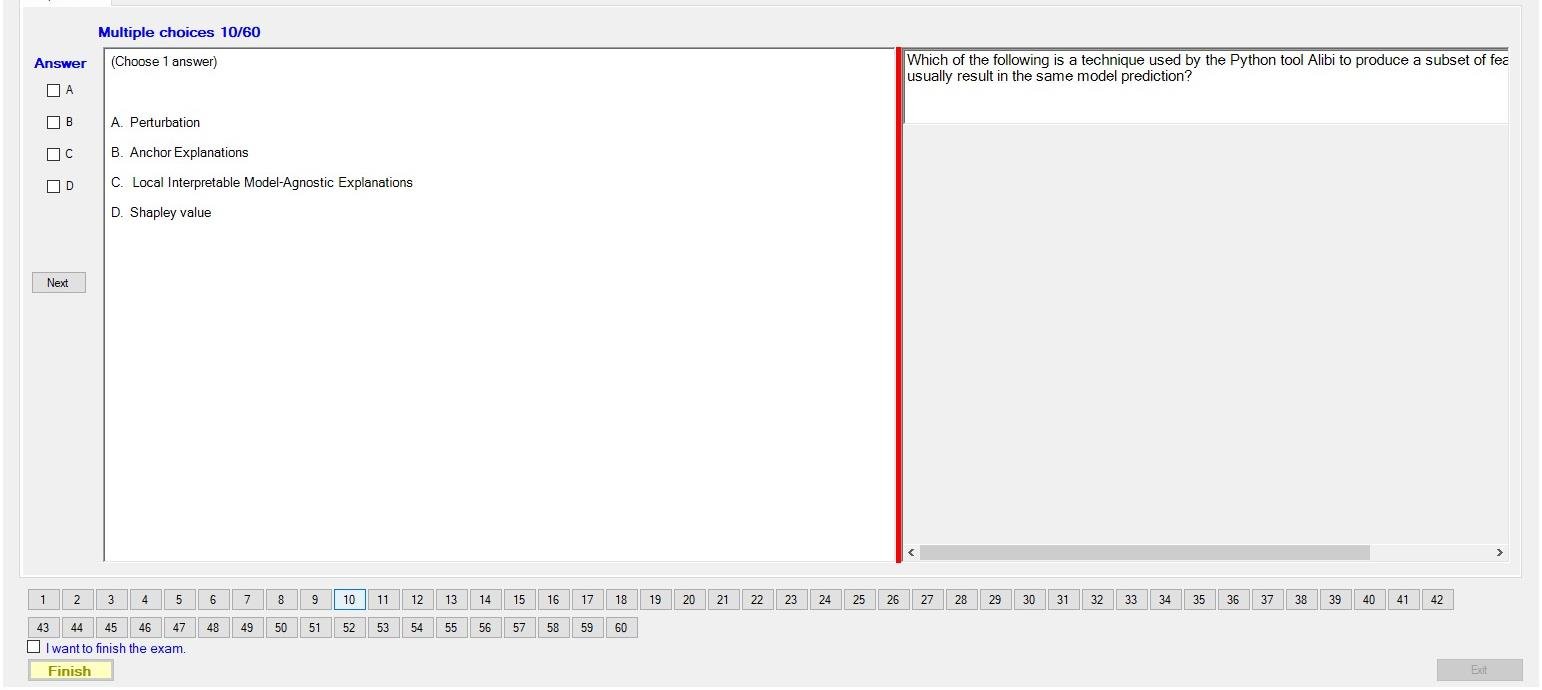 Multiple choices 10/60
Answer
A
B
C
D
Next
(Choose 1 answer)
A. Perturbation
B. Anchor Explanations
C. Local Interpretable Model-Agnostic Explanations
D. Shapley value
Which of the following is a technique used by the Python tool Alibi to produce a subset of fea
usually result in the same model prediction?
1 2 3 4 5 6 7 8 9 10 11 12 13 14 15 16 17 18 19 20 21 22 23 24 25 26 27 28 29 30 31 32 33 34 35 36 37 38 39 40 41 42
43 44 45 46 47 48 49 50 51 52 53 54 55 56 57 58 59 60
I want to finish the exam.
Finish
Exit